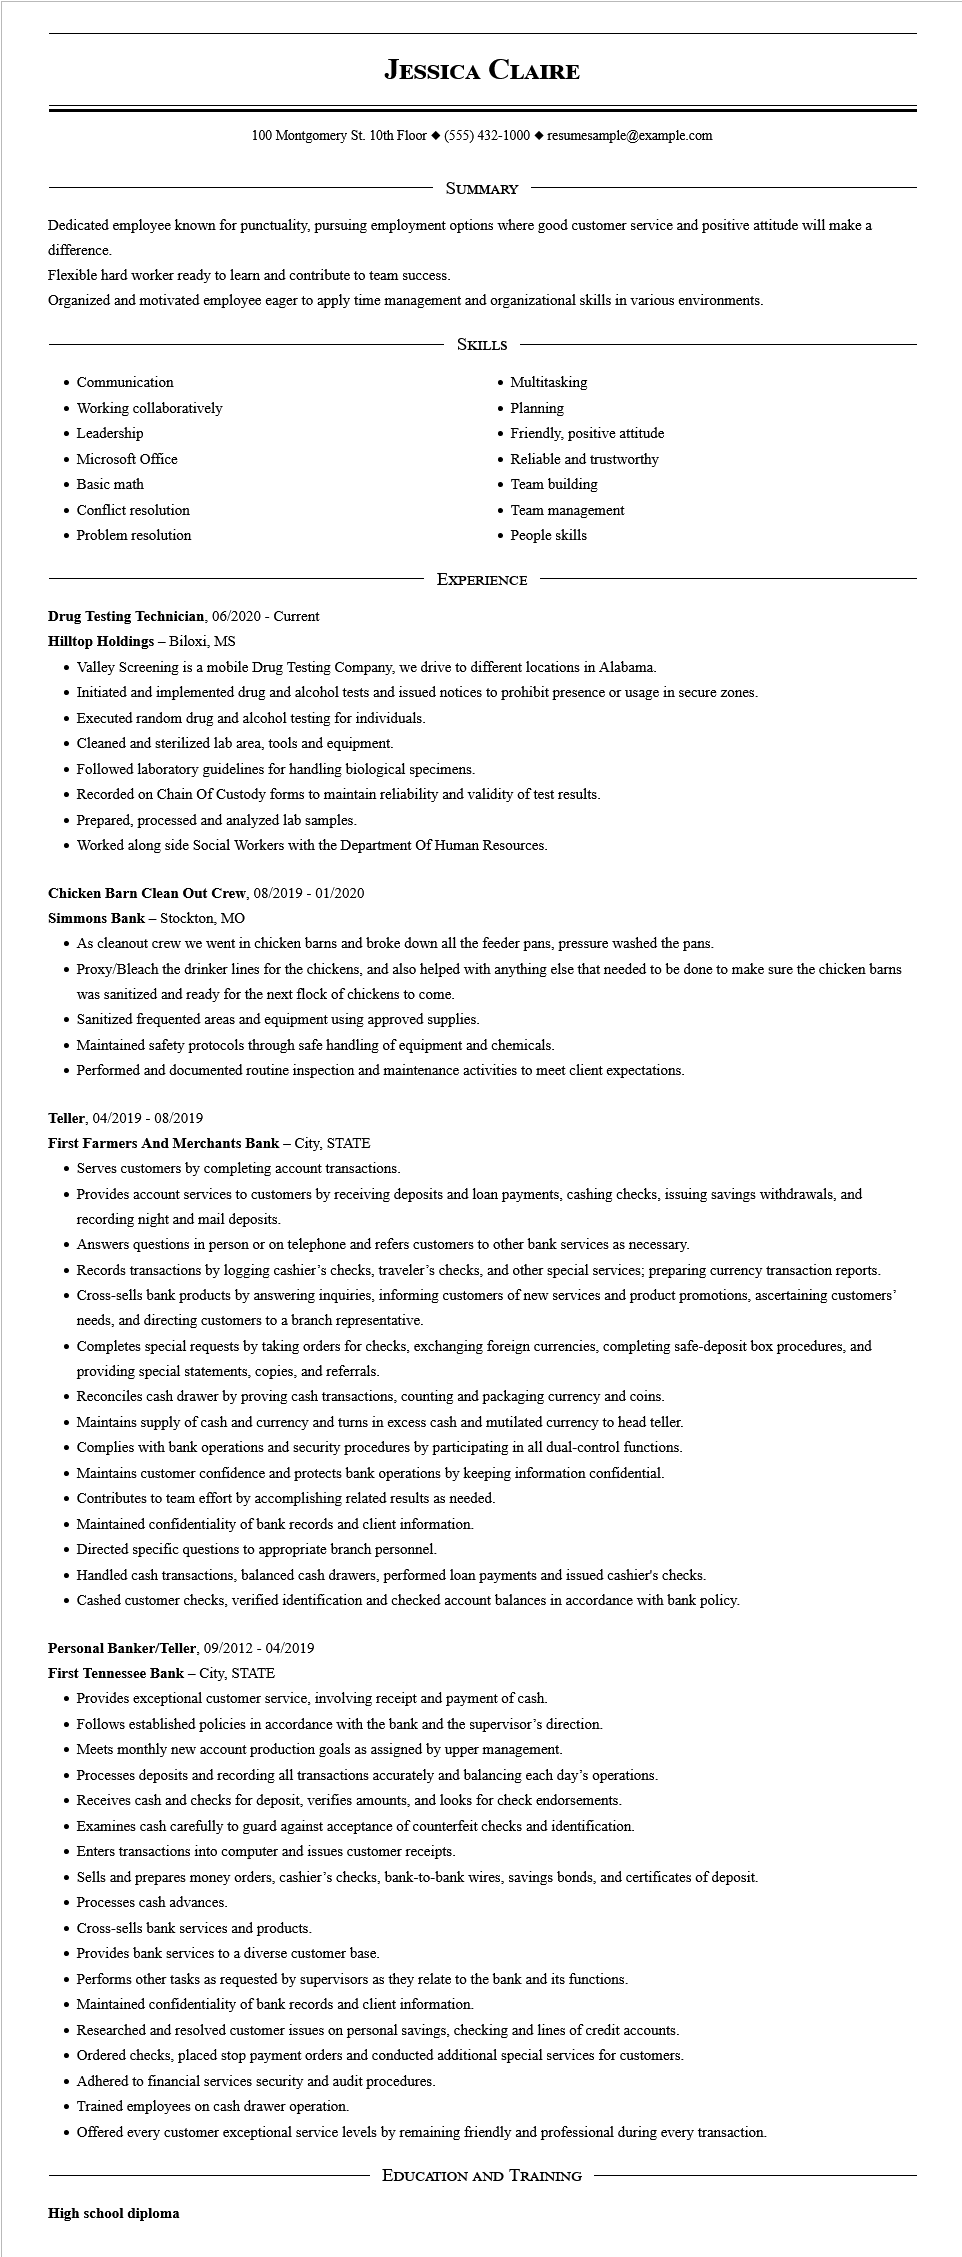 Jessica Claire
100 Montgomery St. 10th Floor ◆ (555) 432-1000 ◆ resumesample@example.com
Summary
Dedicated employee known for punctuality, pursuing employment options where good customer service and positive attitude will make a
difference.
Flexible hard worker ready to learn and contribute to team success.
Organized and motivated employee eager to apply time management and organizational skills in various environments.
Skills
• Communication
• Working collaboratively
• Leadership
• Microsoft Office
• Basic math
• Conflict resolution
• Problem resolution
• Multitasking
• Planning
• Friendly, positive attitude
• Reliable and trustworthy
• Team building
• Team management
• People skills
Experience
Drug Testing Technician, 06/2020 - Current
Hilltop Holdings – Biloxi, MS
• Valley Screening is a mobile Drug Testing Company, we drive to different locations in Alabama.
• Initiated and implemented drug and alcohol tests and issued notices to prohibit presence or usage in secure zones.
• Executed random drug and alcohol testing for individuals.
• Cleaned and sterilized lab area, tools and equipment.
• Followed laboratory guidelines for handling biological specimens.
• Recorded on Chain Of Custody forms to maintain reliability and validity of test results.
• Prepared, processed and analyzed lab samples.
• Worked along side Social Workers with the Department Of Human Resources.
Chicken Barn Clean Out Crew, 08/2019 - 01/2020
Simmons Bank – Stockton, MO
• As cleanout crew we went in chicken barns and broke down all the feeder pans, pressure washed the pans.
• Proxy/Bleach the drinker lines for the chickens, and also helped with anything else that needed to be done to make sure the chicken barns
was sanitized and ready for the next flock of chickens to come.
• Sanitized frequented areas and equipment using approved supplies.
• Maintained safety protocols through safe handling of equipment and chemicals.
• Performed and documented routine inspection and maintenance activities to meet client expectations.
Teller, 04/2019 - 08/2019
First Farmers And Merchants Bank – City, STATE
• Serves customers by completing account transactions.
• Provides account services to customers by receiving deposits and loan payments, cashing checks, issuing savings withdrawals, and
recording night and mail deposits.
• Answers questions in person or on telephone and refers customers to other bank services as necessary.
• Records transactions by logging cashier’s checks, traveler’s checks, and other special services; preparing currency transaction reports.
• Cross-sells bank products by answering inquiries, informing customers of new services and product promotions, ascertaining customers’
needs, and directing customers to a branch representative.
• Completes special requests by taking orders for checks, exchanging foreign currencies, completing safe-deposit box procedures, and
providing special statements, copies, and referrals.
• Reconciles cash drawer by proving cash transactions, counting and packaging currency and coins.
• Maintains supply of cash and currency and turns in excess cash and mutilated currency to head teller.
• Complies with bank operations and security procedures by participating in all dual-control functions.
• Maintains customer confidence and protects bank operations by keeping information confidential.
• Contributes to team effort by accomplishing related results as needed.
• Maintained confidentiality of bank records and client information.
• Directed specific questions to appropriate branch personnel.
• Handled cash transactions, balanced cash drawers, performed loan payments and issued cashier's checks.
• Cashed customer checks, verified identification and checked account balances in accordance with bank policy.
Personal Banker/Teller, 09/2012 - 04/2019
First Tennessee Bank – City, STATE
• Provides exceptional customer service, involving receipt and payment of cash.
• Follows established policies in accordance with the bank and the supervisor’s direction.
• Meets monthly new account production goals as assigned by upper management.
• Processes deposits and recording all transactions accurately and balancing each day’s operations.
• Receives cash and checks for deposit, verifies amounts, and looks for check endorsements.
• Examines cash carefully to guard against acceptance of counterfeit checks and identification.
• Enters transactions into computer and issues customer receipts.
• Sells and prepares money orders, cashier’s checks, bank-to-bank wires, savings bonds, and certificates of deposit.
• Processes cash advances.
• Cross-sells bank services and products.
• Provides bank services to a diverse customer base.
• Performs other tasks as requested by supervisors as they relate to the bank and its functions.
• Maintained confidentiality of bank records and client information.
• Researched and resolved customer issues on personal savings, checking and lines of credit accounts.
• Ordered checks, placed stop payment orders and conducted additional special services for customers.
• Adhered to financial services security and audit procedures.
• Trained employees on cash drawer operation.
• Offered every customer exceptional service levels by remaining friendly and professional during every transaction.
Education and Training
High school diploma